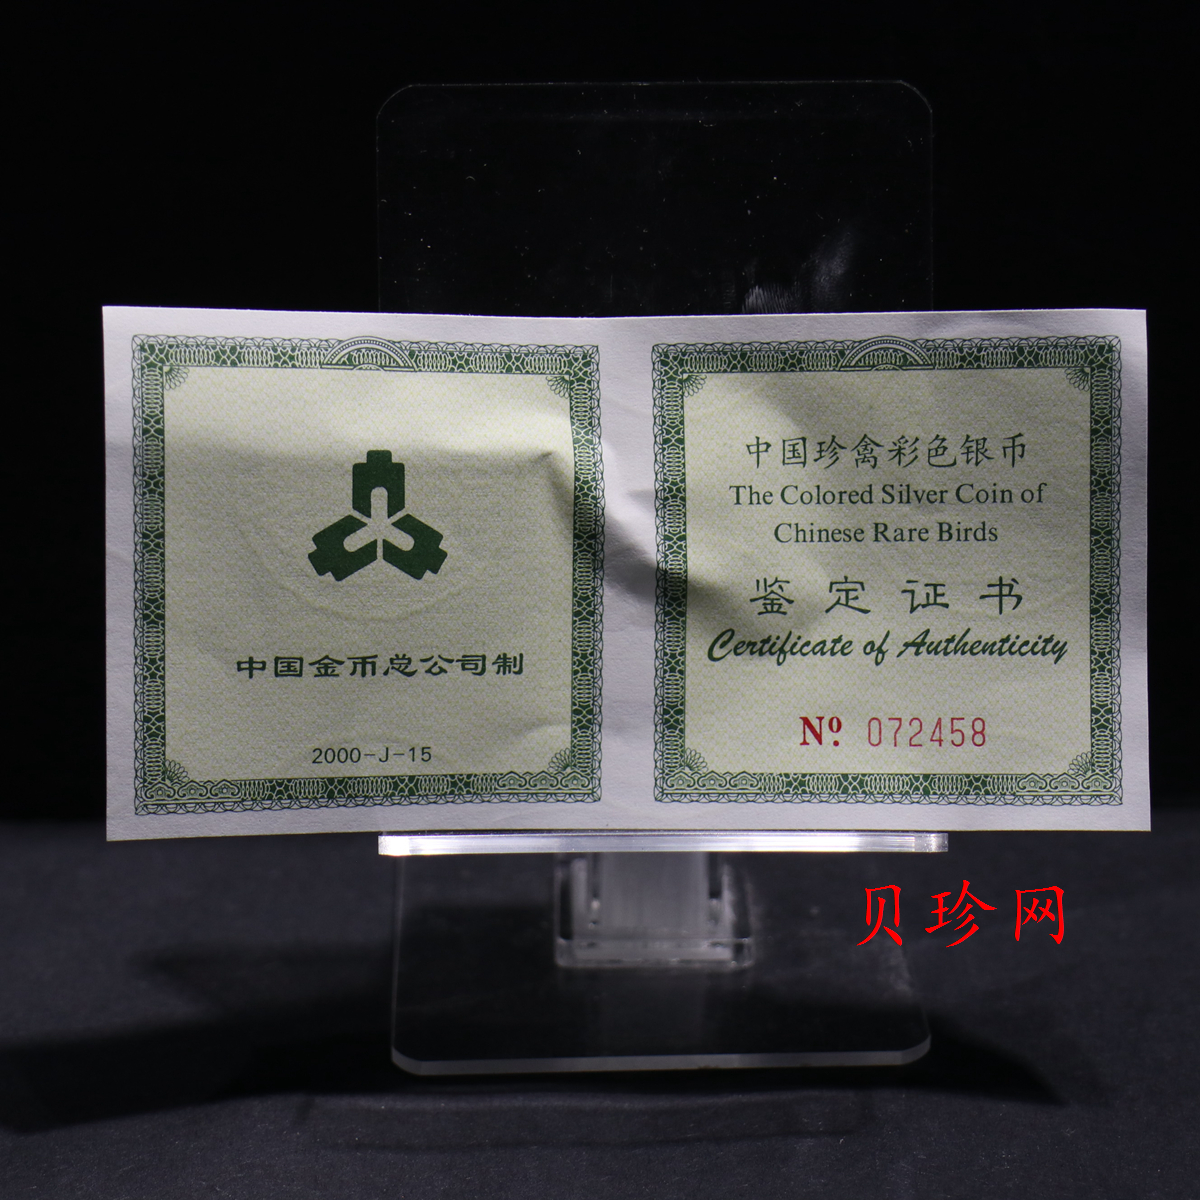 中国金币总公司制
2000-J-15
中国珍禽彩色银币
The Colored Silver Coin of
Chinese Rare Birds
鉴定证书
Certificate of Authenticity
Nº. 072458
贝珍网